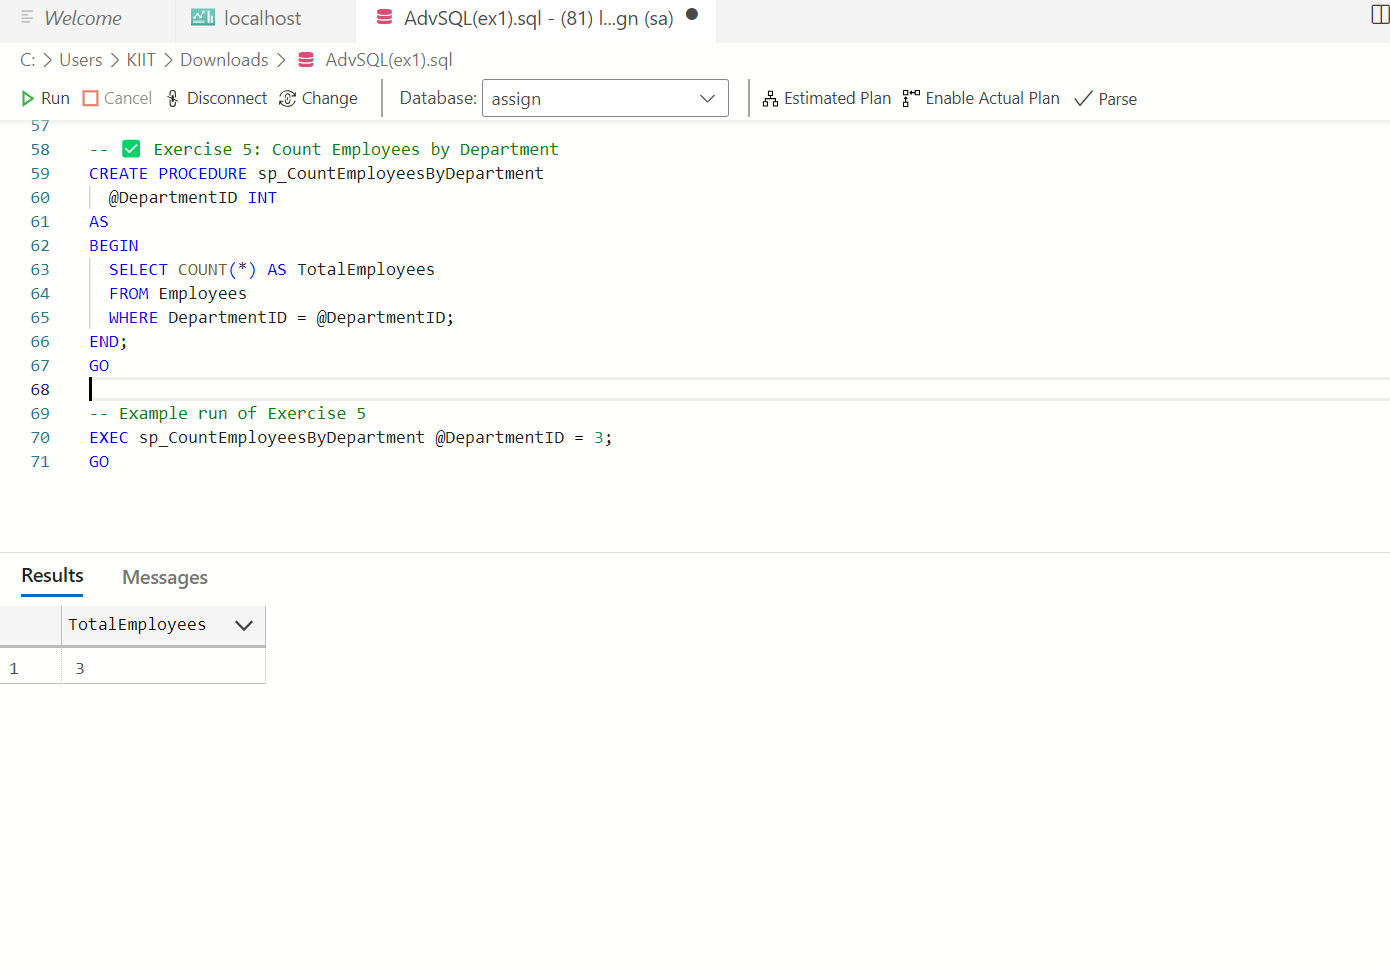 Welcome localhost AdvSQL(ex1).sql - (81) l...gn (sa)
C: > Users > KIIT > Downloads > AdvSQL(ex1).sql
Run Cancel Disconnect Change Database: assign Estimated Plan Enable Actual Plan Parse
57
58 -- ✅ Exercise 5: Count Employees by Department
59 CREATE PROCEDURE sp_CountEmployeesByDepartment
60 @DepartmentID INT
61 AS
62 BEGIN
63 SELECT COUNT(*) AS TotalEmployees
64 FROM Employees
65 WHERE DepartmentID = @DepartmentID;
66 END;
67 GO
68
69 -- Example run of Exercise 5
70 EXEC sp_CountEmployeesByDepartment @DepartmentID = 3;
71 GO
Results Messages
TotalEmployees
1 3